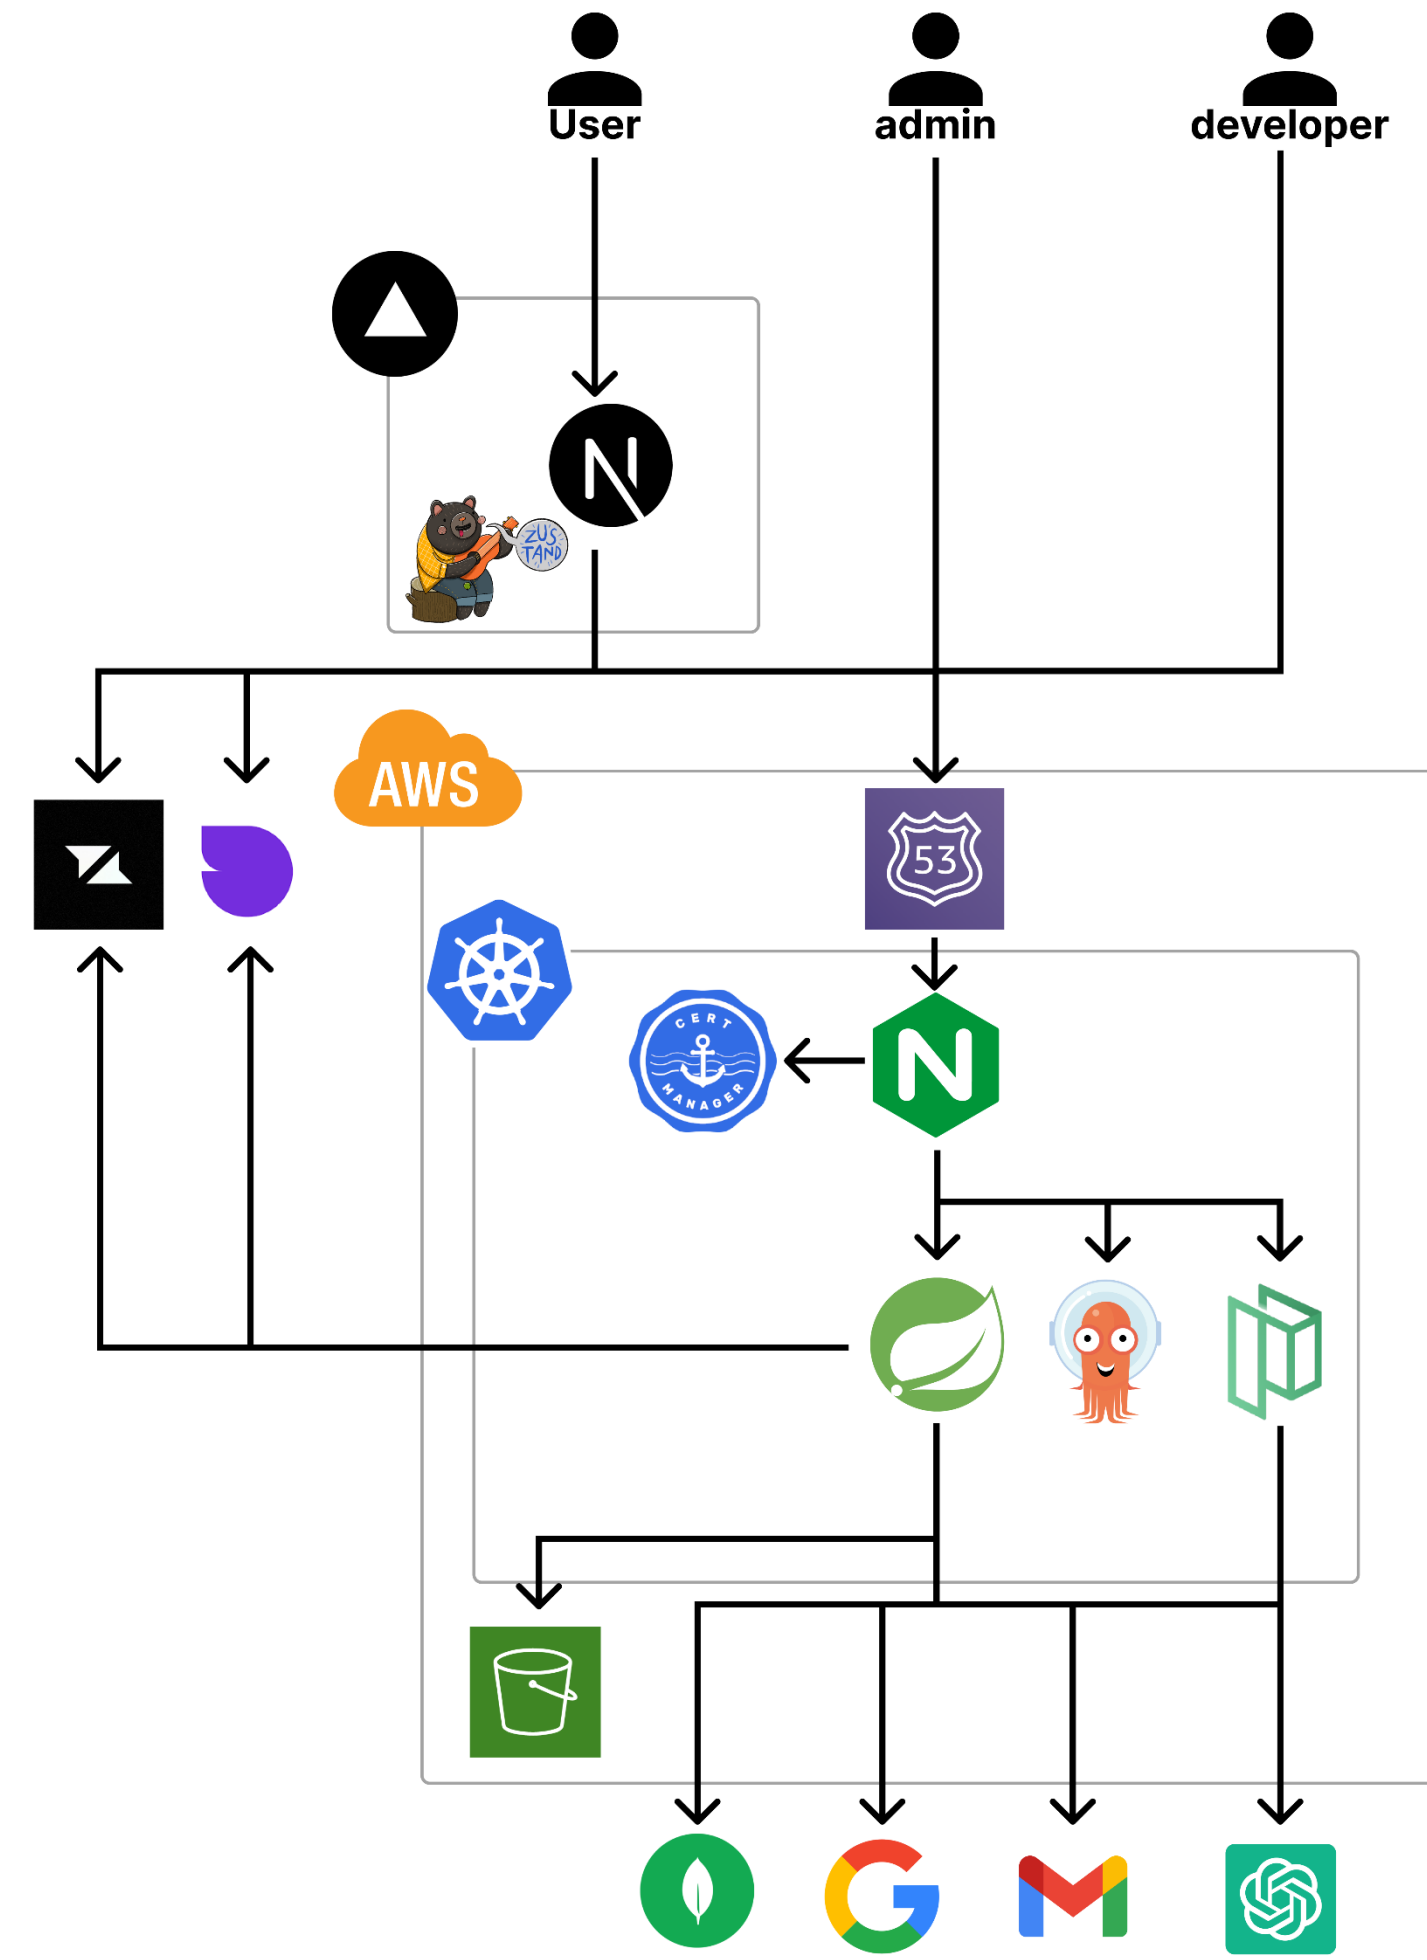 User
admin
developer
ZUS
TAND
AWS
53
CERT
MANAGER